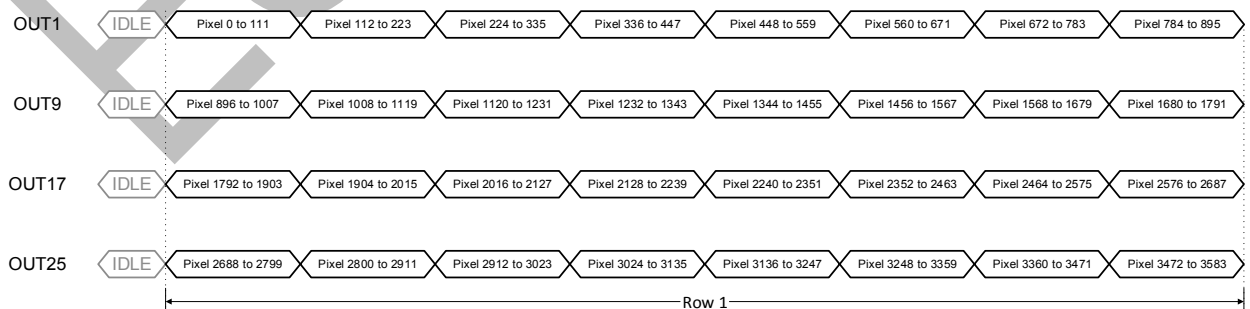 OUT1 IDLE Pixel 0 to 111 Pixel 112 to 223 Pixel 224 to 335 Pixel 336 to 447 Pixel 448 to 559 Pixel 560 to 671 Pixel 672 to 783 Pixel 784 to 895
OUT9 IDLE Pixel 896 to 1007 Pixel 1008 to 1119 Pixel 1120 to 1231 Pixel 1232 to 1343 Pixel 1344 to 1455 Pixel 1456 to 1567 Pixel 1568 to 1679 Pixel 1680 to 1791
OUT17 IDLE Pixel 1792 to 1903 Pixel 1904 to 2015 Pixel 2016 to 2127 Pixel 2128 to 2239 Pixel 2240 to 2351 Pixel 2352 to 2463 Pixel 2464 to 2575 Pixel 2576 to 2687
OUT25 IDLE Pixel 2688 to 2799 Pixel 2800 to 2911 Pixel 2912 to 3023 Pixel 3024 to 3135 Pixel 3136 to 3247 Pixel 3248 to 3359 Pixel 3360 to 3471 Pixel 3472 to 3583
Row 1